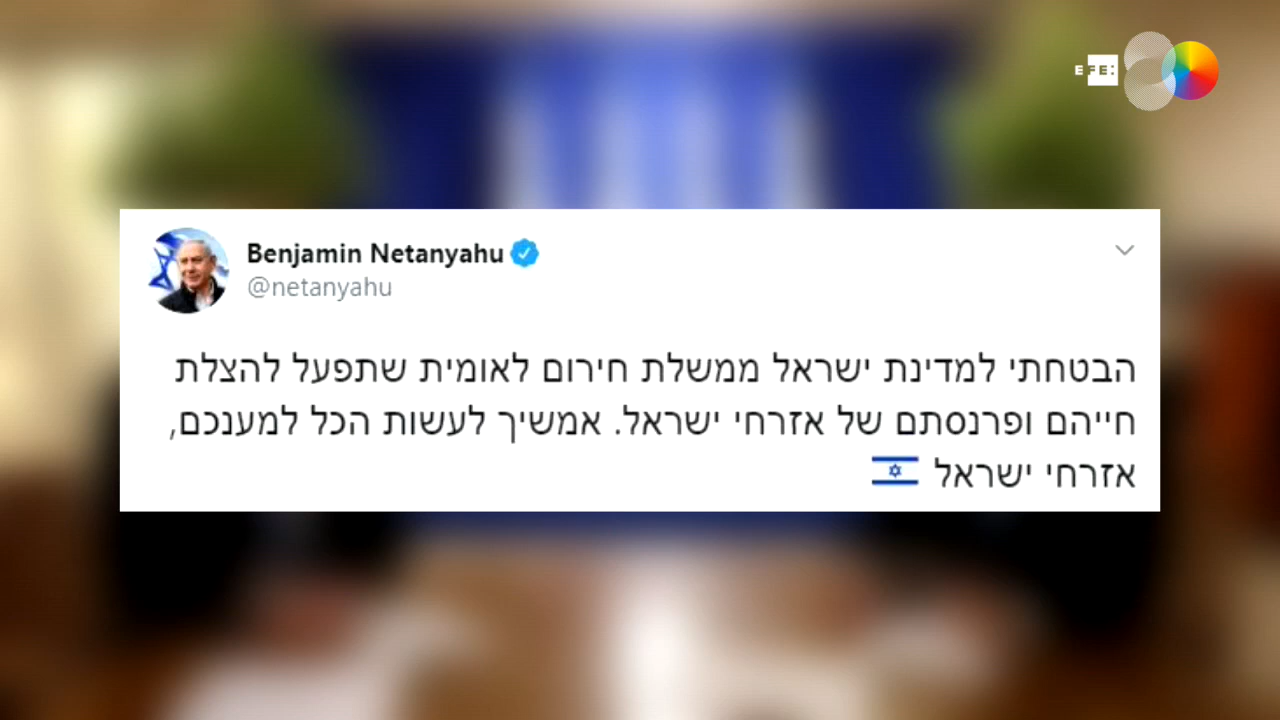 EFE:
Benjamin Netanyahu
@netanyahu
הבטחתי למדינת ישראל ממשלת חירום לאומית שתפעל להצלת
חייהם ופרנסתם של אזרחי ישראל. אמשיך לעשות הכל למענכם,
אזרחי ישראל 🇮🇱